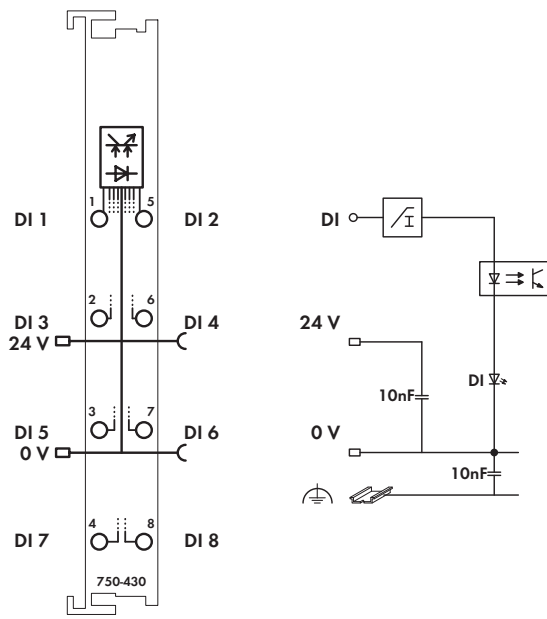 1 5
DI 1 DI 2
2 6
DI 3 DI 4
24 V
3 7
DI 5 DI 6
0 V
4 8
DI 7 DI 8
750-430
DI
I
24 V
10nF
DI
0 V
10nF